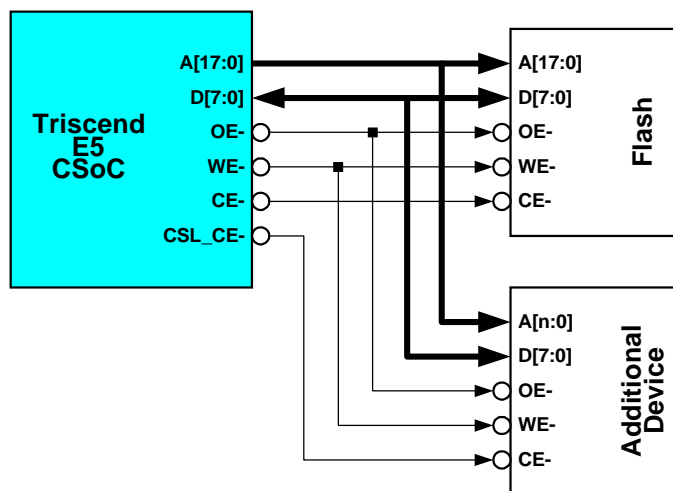 Triscend
E5
CSoC
A[17:0]
D[7:0]
OE-
WE-
CE-
CSL_CE-
A[17:0]
D[7:0]
OE-
WE-
CE-
Flash
A[n:0]
D[7:0]
OE-
WE-
CE-
Additional
Device